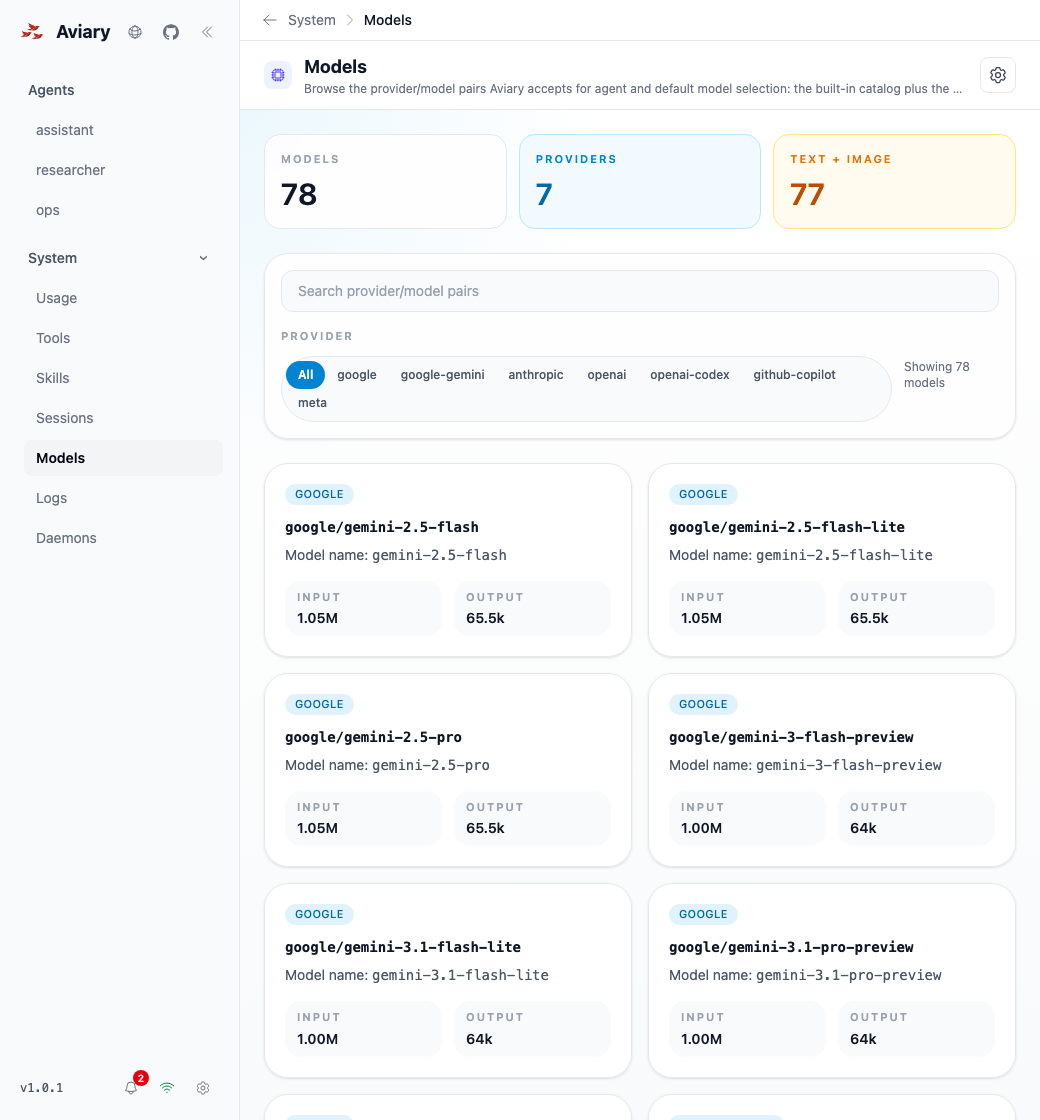 Aviary
System
Models
Agents
assistant
researcher
ops
System
Usage
Tools
Skills
Sessions
Models
Logs
Daemons
v1.0.1
2
Models
Browse the provider/model pairs Aviary accepts for agent and default model selection: the built-in catalog plus the ...
MODELS
78
PROVIDERS
7
TEXT + IMAGE
77
Search provider/model pairs
PROVIDER
All google google-gemini anthropic openai openai-codex github-copilot
meta
Showing 78
models
GOOGLE
google/gemini-2.5-flash
Model name: gemini-2.5-flash
INPUT
1.05M
OUTPUT
65.5k
GOOGLE
google/gemini-2.5-flash-lite
Model name: gemini-2.5-flash-lite
INPUT
1.05M
OUTPUT
65.5k
GOOGLE
google/gemini-2.5-pro
Model name: gemini-2.5-pro
INPUT
1.05M
OUTPUT
65.5k
GOOGLE
google/gemini-3-flash-preview
Model name: gemini-3-flash-preview
INPUT
1.00M
OUTPUT
64k
GOOGLE
google/gemini-3.1-flash-lite
Model name: gemini-3.1-flash-lite
INPUT
1.00M
OUTPUT
64k
GOOGLE
google/gemini-3.1-pro-preview
Model name: gemini-3.1-pro-preview
INPUT
1.00M
OUTPUT
64k